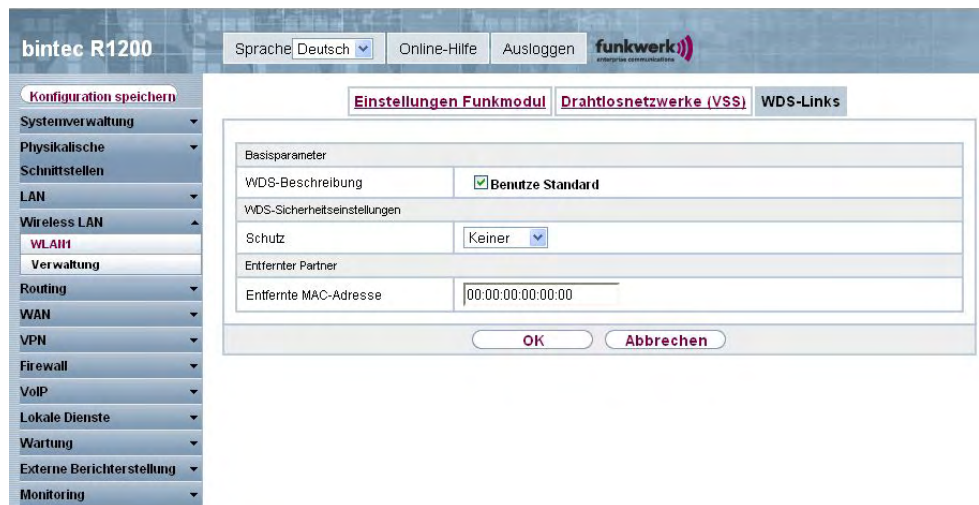 bintec R1200
Sprache Deutsch
Online-Hilfe
Ausloggen
funkwerk
enterprise communications
Konfiguration speichern
Systemverwaltung
Physikalische
Schnittstellen
LAN
Wireless LAN
WLAN1
Verwaltung
Routing
WAN
VPN
Firewall
VoIP
Lokale Dienste
Wartung
Externe Berichterstellung
Monitoring
Einstellungen Funkmodul
Drahtlosnetzwerke (VSS)
WDS-Links
Basisparameter
WDS-Beschreibung
Benutze Standard
WDS-Sicherheitseinstellungen
Schutz
Keiner
Entfernter Partner
Entfernte MAC-Adresse
00:00:00:00:00:00
OK
Abbrechen